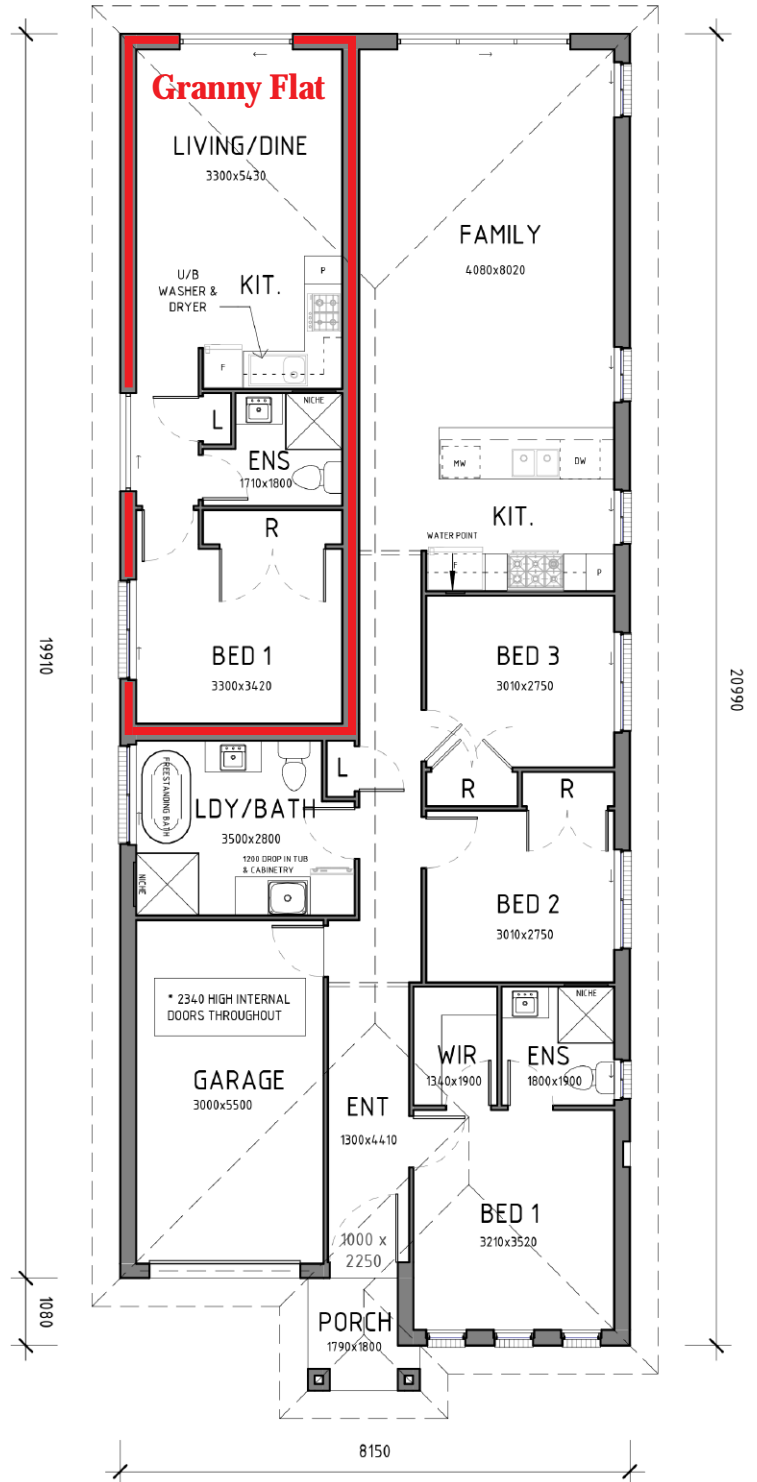 Granny Flat
LIVING/DINE
3300x5430
FAMILY
4080x8020
U/B
WASHER &
DRYER
KIT.
P
F
L
NICHE
ENS
1710x1800
MW
DW
KIT.
WATER POINT
F
P
R
BED 1
3300x3420
BED 3
3010x2750
19910
20990
L
R
R
FREESTANDING BATH
LDY/BATH
3500x2800
1200 DROP IN TUB
& CABINETRY
NICHE
BED 2
3010x2750
* 2340 HIGH INTERNAL
DOORS THROUGHOUT
NICHE
WIR
1340x1900
ENS
1800x1900
GARAGE
3000x5500
ENT
1300x4410
BED 1
3210x3520
1000 x
2250
1080
PORCH
1790x1800
8150